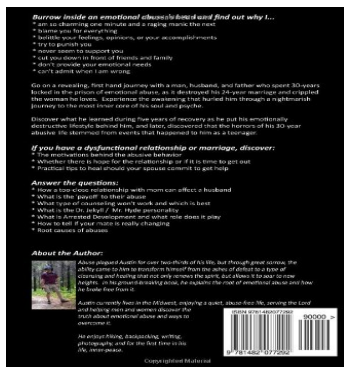 Burrow inside an emotional abuser's head and find out why I...
* am so charming one minute and a raging manic the next
* blame you for everything
* belittle your feelings, opinions, or your accomplishments
* try to punish you
* never seem to support you
* cut you down in front of friends and family
* don't provide your emotional needs
* can't admit when I am wrong
Go on a revealing, first hand journey with a man, husband, and father who spent 30-years
locked in the prison of emotional abuse, as it destroyed his 24-year marriage and crippled
the woman he loves. Experience the awakening that hurled him through a nightmarish
journey to the most inner core of his soul and psyche.
Discover what he learned during five years of recovery as he put his emotionally
destructive lifestyle behind him, and later, discovered that the horrors of his 30-year
abusive life stemmed from events that happened to him as a teenager.
If you have a dysfunctional relationship or marriage, discover:
* The motivations behind the abusive behavior
* Whether there is hope for the relationship or if it is time to get out
* Practical tips to heal should your spouse commit to get help
Answer the questions:
* How a too-close relationship with mom can affect a husband
* What is the 'payoff' to their abuse
* What type of counseling won't work and which is best
* What is the Dr. Jekyll / Mr. Hyde personality
* What is Arrested Development and what role does it play
* How to tell if your mate is really changing
* Root causes of abuses
About the Author:
Abuse plagued Austin for over two-thirds of his life, but through great sorrow, the
ability came to him to transform himself from the ashes of defeat to a type of
cleansing and healing that not only renews the spirit, but allows it to soar to new
heights. In his ground-breaking book, he explains the root of emotional abuse and how
he broke free from it.
Austin currently lives in the Midwest, enjoying a quiet, abuse-free life, serving the Lord
and helping men and women discover the
truth about emotional abuse and ways to
overcome it.
He enjoys hiking, backpacking, writing,
photography, and for the first time in his
life, inner-peace.
ISBN 9781482077292
90000
9 781482 077292
Copyrighted Material